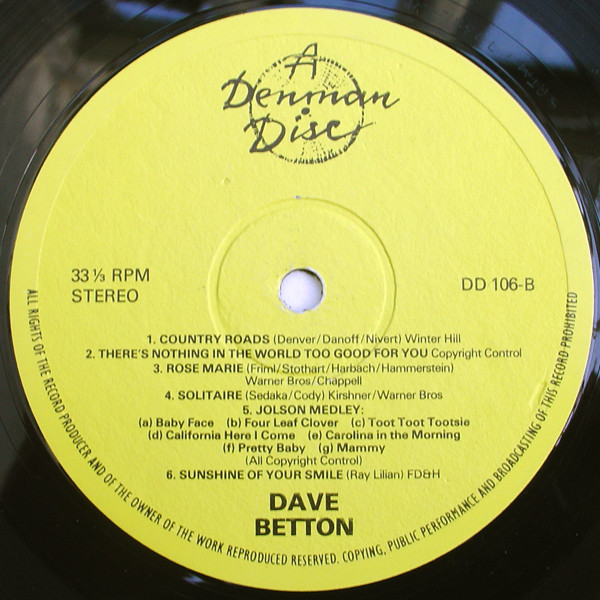 A
Denman
Disc
33 ⅓ RPM
STEREO
DD 106-B
1. COUNTRY ROADS (Denver/Danoff/Nivert) Winter Hill
2. THERE'S NOTHING IN THE WORLD TOO GOOD FOR YOU Copyright Control
3. ROSE MARIE (Friml/Stothart/Harbach/Hammerstein)
Warner Bros/Chappell
4. SOLITAIRE (Sedaka/Cody) Kirshner/Warner Bros
5. JOLSON MEDLEY:
(a) Baby Face (b) Four Leaf Clover (c) Toot Toot Tootsie
(d) California Here I Come (e) Carolina in the Morning
(f) Pretty Baby (g) Mammy
(All Copyright Control)
6. SUNSHINE OF YOUR SMILE (Ray Lilian) FD&H
DAVE
BETTON
ALL RIGHTS OF THE RECORD PRODUCER AND OF THE OWNER OF THE WORK REPRODUCED RESERVED. COPYING, PUBLIC PERFORMANCE AND BROADCASTING OF THIS RECORD PROHIBITED